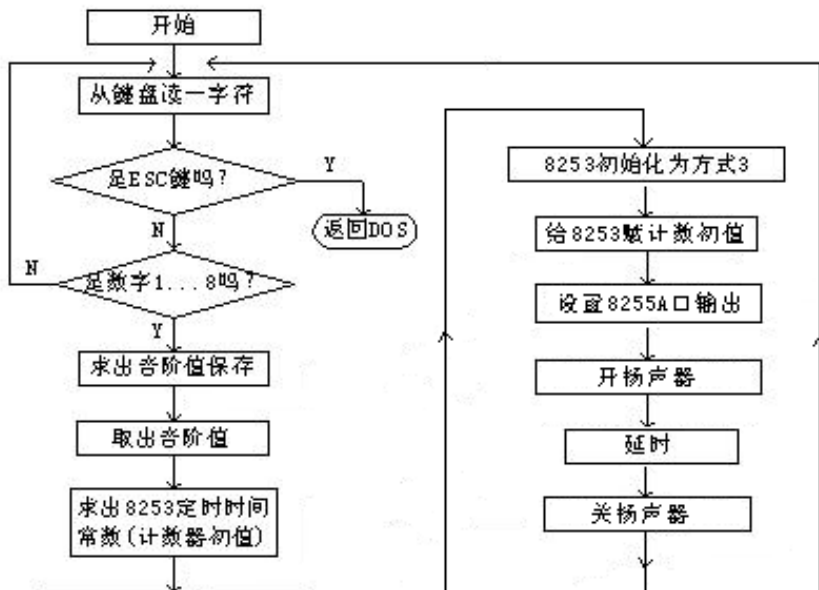 开始
从键盘读一字符
是ESC键吗?
Y
返回DOS
N
是数字1...8吗?
N
Y
求出音阶值保存
取出音阶值
求出8253定时时间
常数(计数器初值)
8253初始化为方式3
给8253赋计数初值
设置8255A口输出
开扬声器
延时
关扬声器